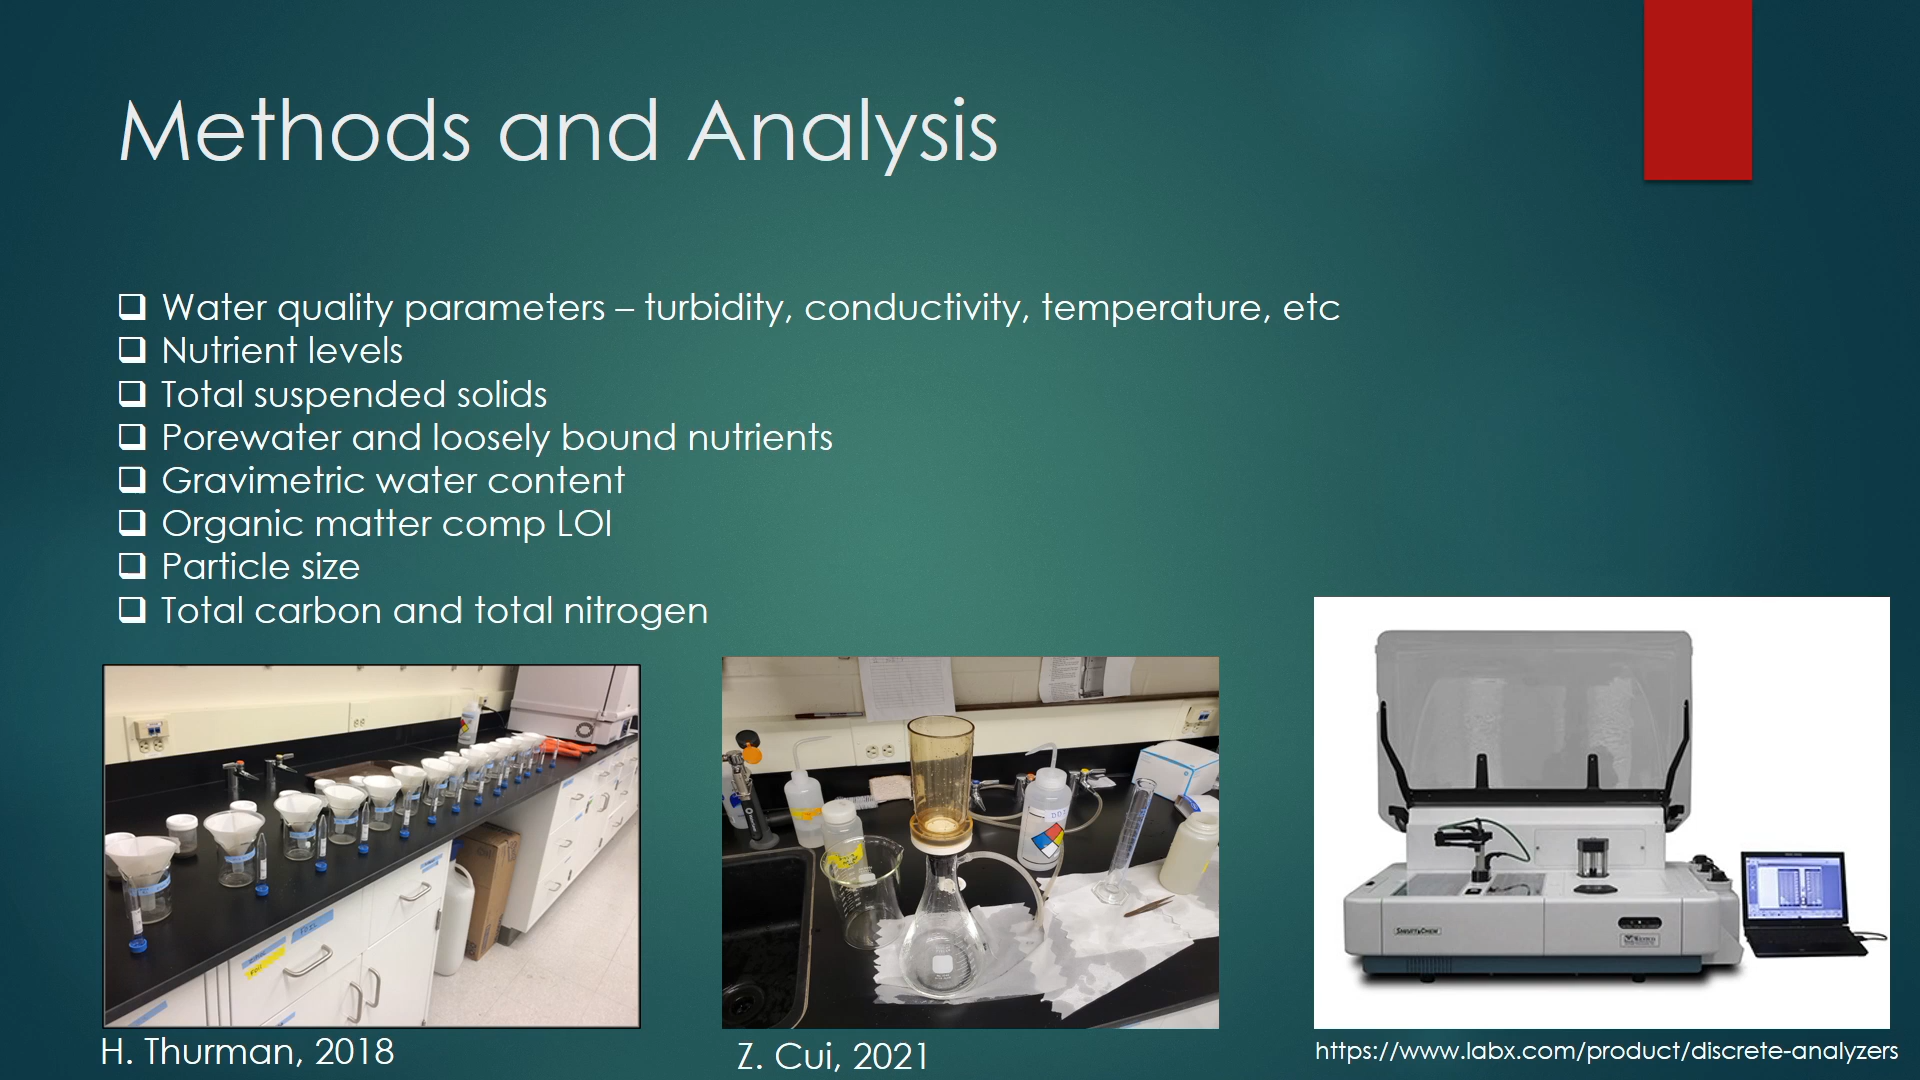 Methods and Analysis
❑ Water quality parameters – turbidity, conductivity, temperature, etc
❑ Nutrient levels
❑ Total suspended solids
❑ Porewater and loosely bound nutrients
❑ Gravimetric water content
❑ Organic matter comp LOI
❑ Particle size
❑ Total carbon and total nitrogen
SMARTCHEM
H. Thurman, 2018
Z. Cui, 2021
https://www.labx.com/product/discrete-analyzers